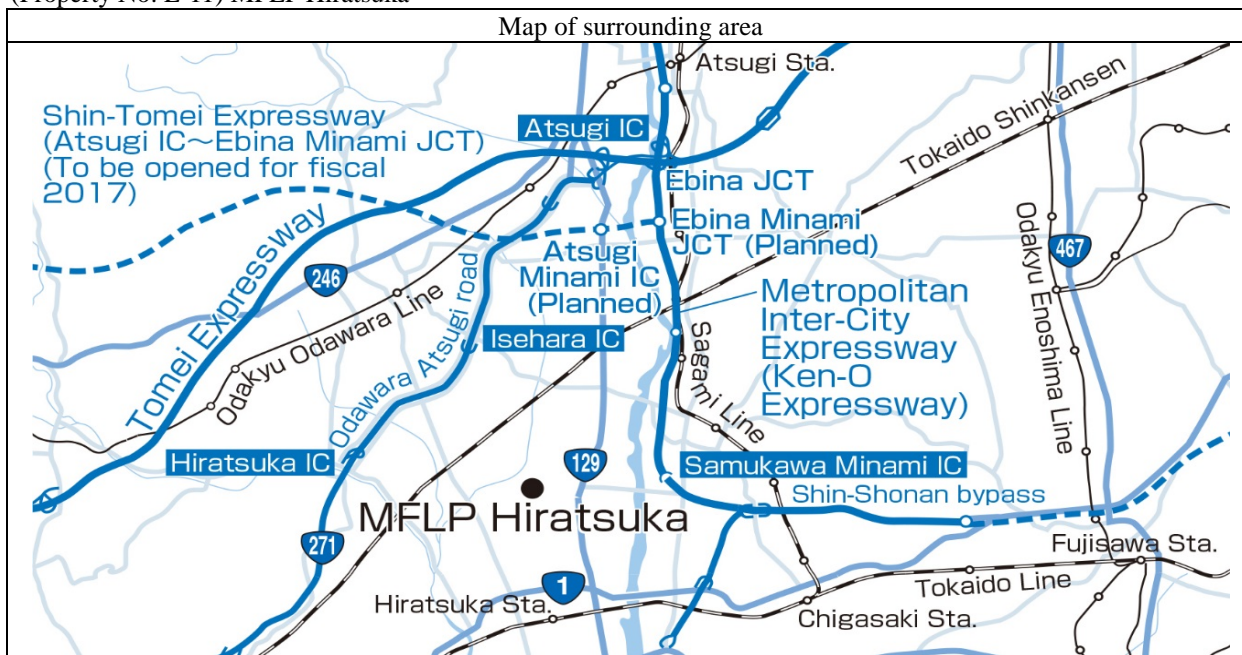 (Property No. L-11) MFLP Hiratsuka
Map of surrounding area
Atsugi Sta.
Tokaido Shinkansen
Shin-Tomei Expressway
(Atsugi IC～Ebina Minami JCT)
(To be opened for fiscal
2017)
Atsugi IC
Ebina JCT
Ebina Minami
JCT (Planned)
Atsugi
Minami IC
(Planned)
467
246
Tomei Expressway
Odakyu Odawara Line
Odawara Atsugi road
Isehara IC
Metropolitan
Inter-City
Expressway
(Ken-O
Expressway)
Sagami Line
Odakyu Enoshima Line
Hiratsuka IC
129
Samukawa Minami IC
Shin-Shonan bypass
MFLP Hiratsuka
271
Fujisawa Sta.
1
Tokaido Line
Hiratsuka Sta.
Chigasaki Sta.